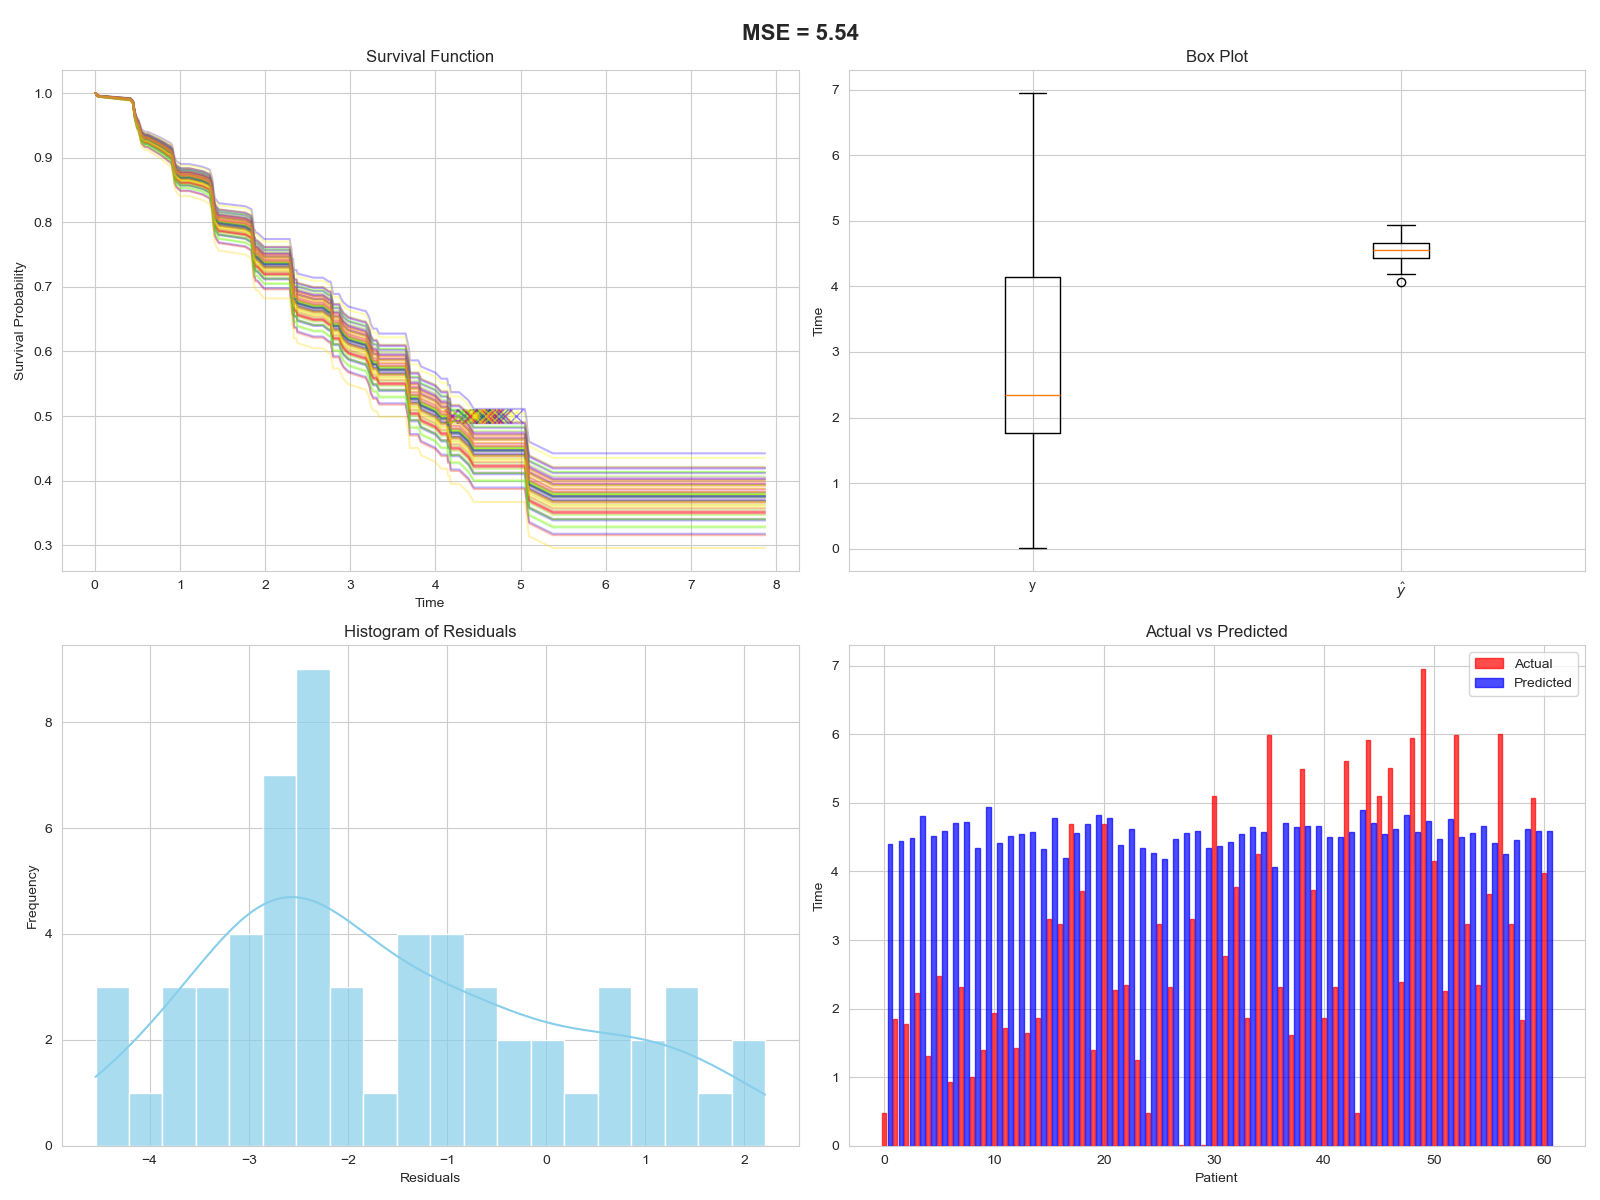 MSE = 5.54
Survival Function
Survival Probability
1.0
0.9
0.8
0.7
0.6
0.5
0.4
0.3
0 1 2 3 4 5 6 7 8
Time
Box Plot
Time
7
6
5
4
3
2
1
0
y ŷ
Histogram of Residuals
Frequency
8
6
4
2
0
−4 −3 −2 −1 0 1 2
Residuals
Actual vs Predicted
Actual
Predicted
Time
7
6
5
4
3
2
1
0
0 10 20 30 40 50 60
Patient